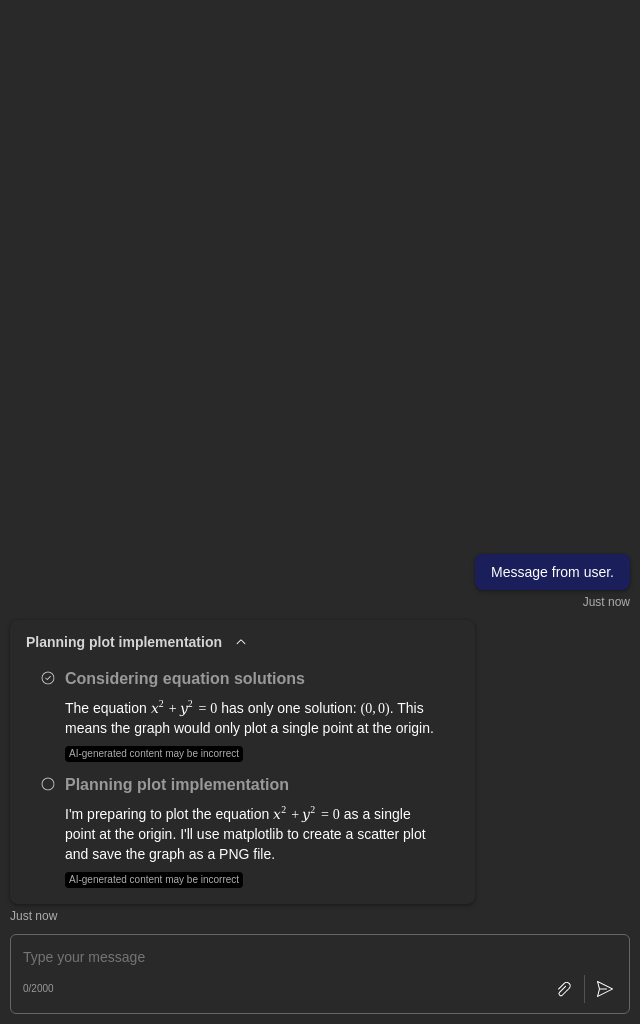 Message from user.
Just now
Planning plot implementation
Considering equation solutions
The equation x² + y² = 0 has only one solution: (0, 0). This
means the graph would only plot a single point at the origin.
AI-generated content may be incorrect
Planning plot implementation
I'm preparing to plot the equation x² + y² = 0 as a single
point at the origin. I'll use matplotlib to create a scatter plot
and save the graph as a PNG file.
AI-generated content may be incorrect
Just now
Type your message
0/2000